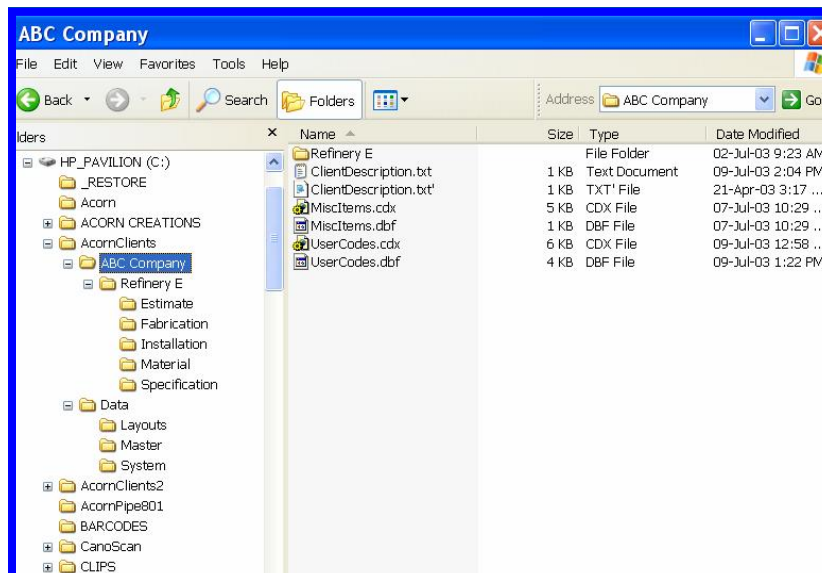 ABC Company
File Edit View Favorites Tools Help
Back Search Folders Address ABC Company Go
lders × Name Size Type Date Modified
HP_PAVILION (C:)
_RESTORE
Acorn
ACORN CREATIONS
AcornClients
ABC Company
Refinery E
Estimate
Fabrication
Installation
Material
Specification
Data
Layouts
Master
System
AcornClients2
AcornPipe801
BARCODES
CanoScan
CLIPS
Refinery E File Folder 02-Jul-03 9:23 AM
ClientDescription.txt 1 KB Text Document 09-Jul-03 2:04 PM
ClientDescription.txt' 1 KB TXT' File 21-Apr-03 3:17 ...
MiscItems.cdx 5 KB CDX File 07-Jul-03 10:29 ...
MiscItems.dbf 1 KB DBF File 07-Jul-03 10:29 ...
UserCodes.cdx 6 KB CDX File 09-Jul-03 12:58 ...
UserCodes.dbf 4 KB DBF File 09-Jul-03 1:22 PM